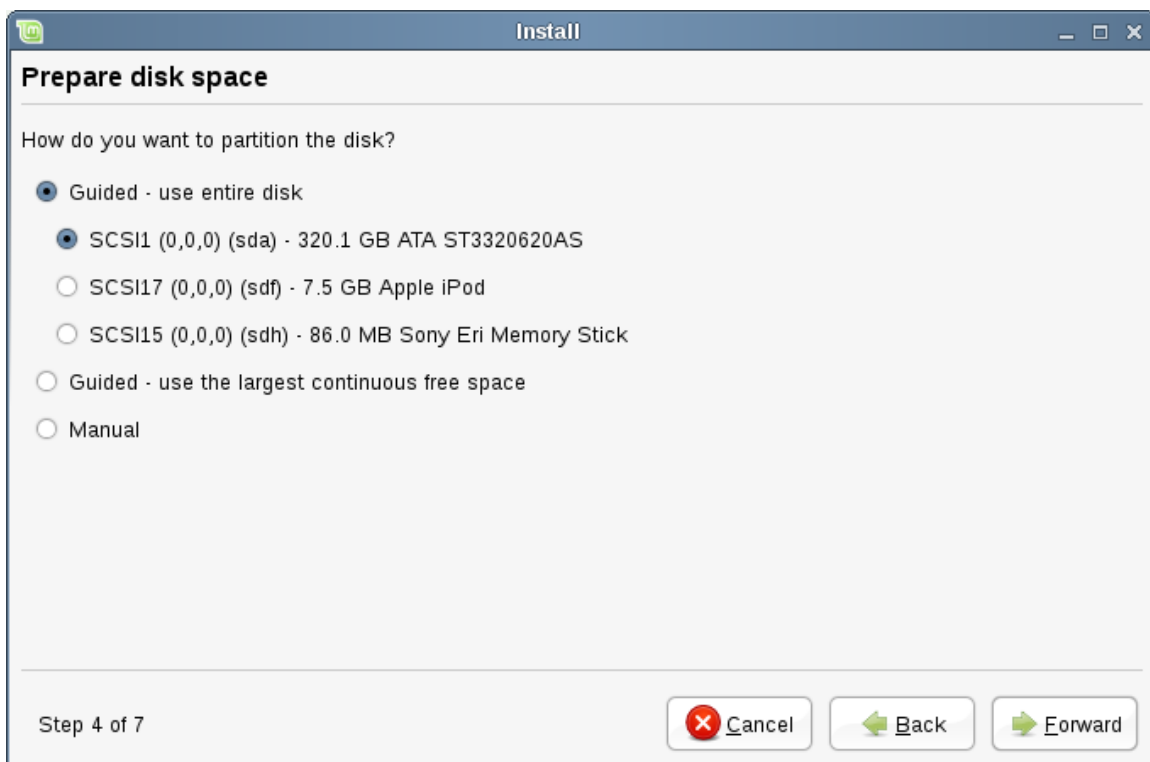 Install
Prepare disk space
How do you want to partition the disk?
Guided - use entire disk
SCSI1 (0,0,0) (sda) - 320.1 GB ATA ST3320620AS
SCSI17 (0,0,0) (sdf) - 7.5 GB Apple iPod
SCSI15 (0,0,0) (sdh) - 86.0 MB Sony Eri Memory Stick
Guided - use the largest continuous free space
Manual
Step 4 of 7 Cancel Back Forward